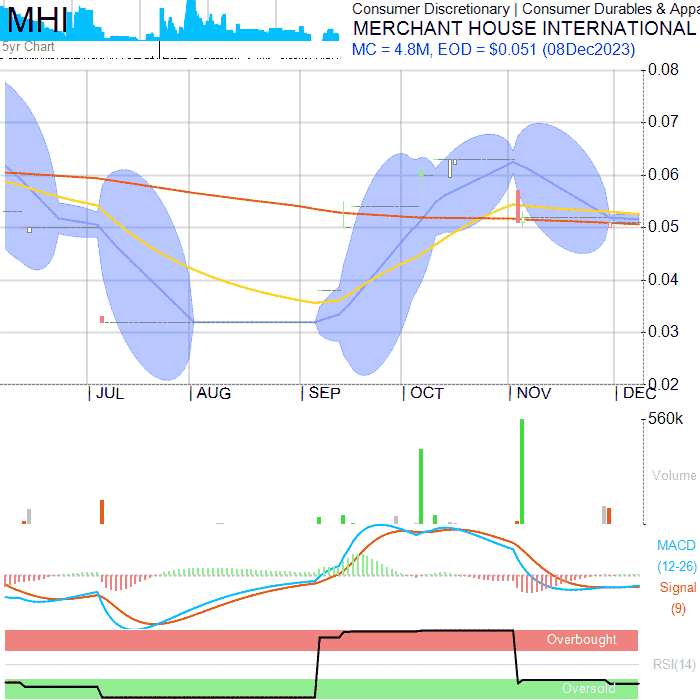 MHI
5yr Chart
Consumer Discretionary | Consumer Durables & Appa
MERCHANT HOUSE INTERNATIONAL
MC = 4.8M, EOD = $0.051 (08Dec2023)
0.08
0.07
0.06
0.05
0.04
0.03
0.02
JUL AUG SEP OCT NOV DEC
560k
Volume
MACD
(12-26)
Signal
(9)
Overbought
RSI(14)
Oversold